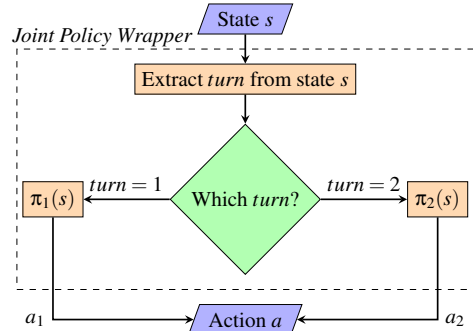 State s
Joint Policy Wrapper
Extract turn from state s
Which turn?
turn = 1
turn = 2
π₁(s)
π₂(s)
a₁
Action a
a₂